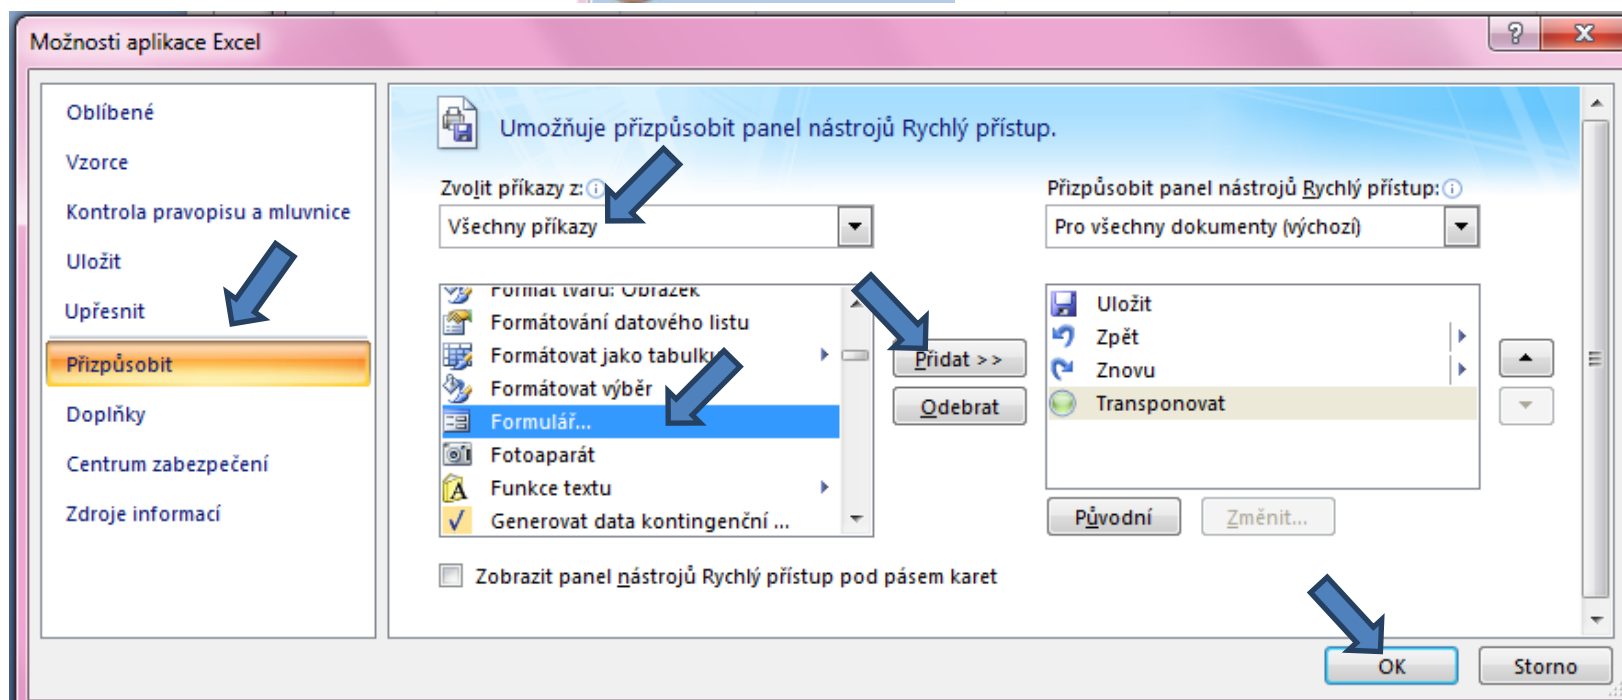 Možnosti aplikace Excel
Oblíbené
Vzorce
Kontrola pravopisu a mluvnice
Uložit
Upřesnit
Přizpůsobit
Doplňky
Centrum zabezpečení
Zdroje informací
Umožňuje přizpůsobit panel nástrojů Rychlý přístup.
Zvolit příkazy z:
Všechny příkazy
Formát tvaru: Obrázek
Formátování datového listu
Formátovat jako tabulku
Formátovat výběr
Formulář...
Fotoaparát
Funkce textu
Generovat data kontingenční ...
Přidat >>
Odebrat
Přizpůsobit panel nástrojů Rychlý přístup:
Pro všechny dokumenty (výchozí)
Uložit
Zpět
Znovu
Transponovat
Původní
Změnit...
Zobrazit panel nástrojů Rychlý přístup pod pásem karet
OK
Storno